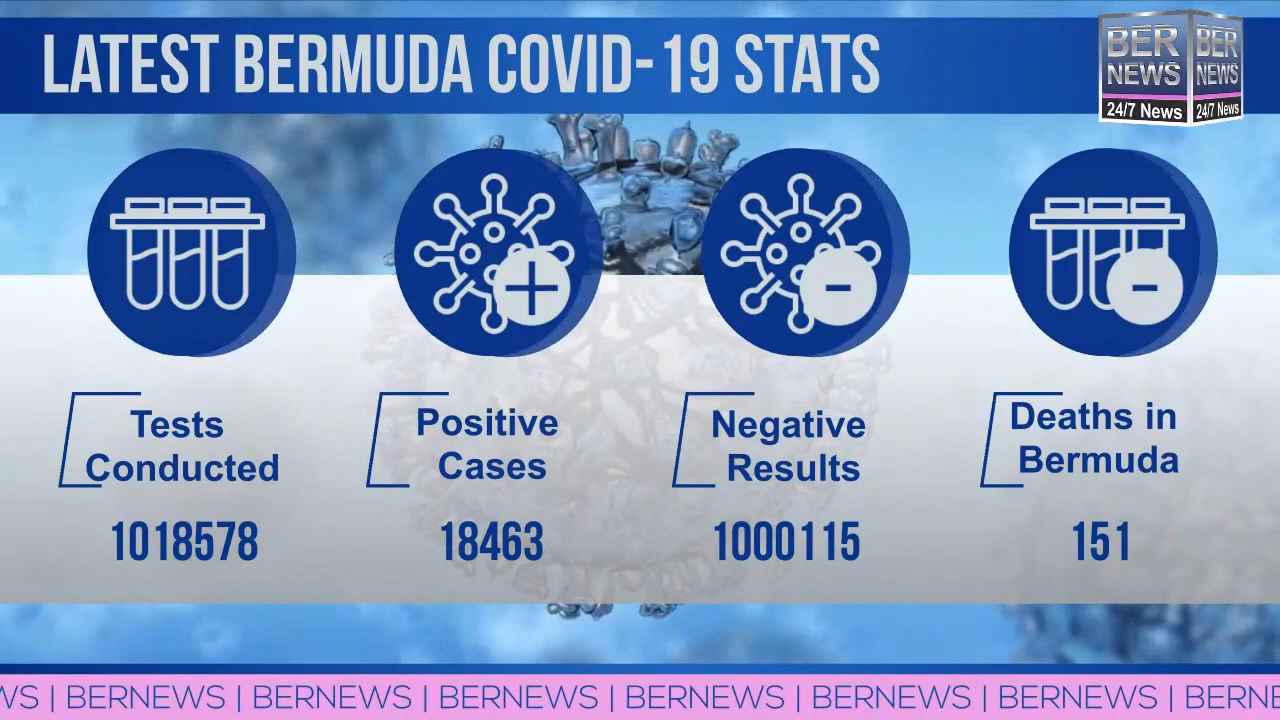 LATEST BERMUDA COVID-19 STATS
BER
NEWS
24/7 News
BER
NEWS
24/7 News
Tests
Conducted
1018578
Positive
Cases
18463
Negative
Results
1000115
Deaths in
Bermuda
151
WS | BERNEWS | BERNEWS | BERNEWS | BERNEWS | BERNEWS | BERNEWS | BERNE